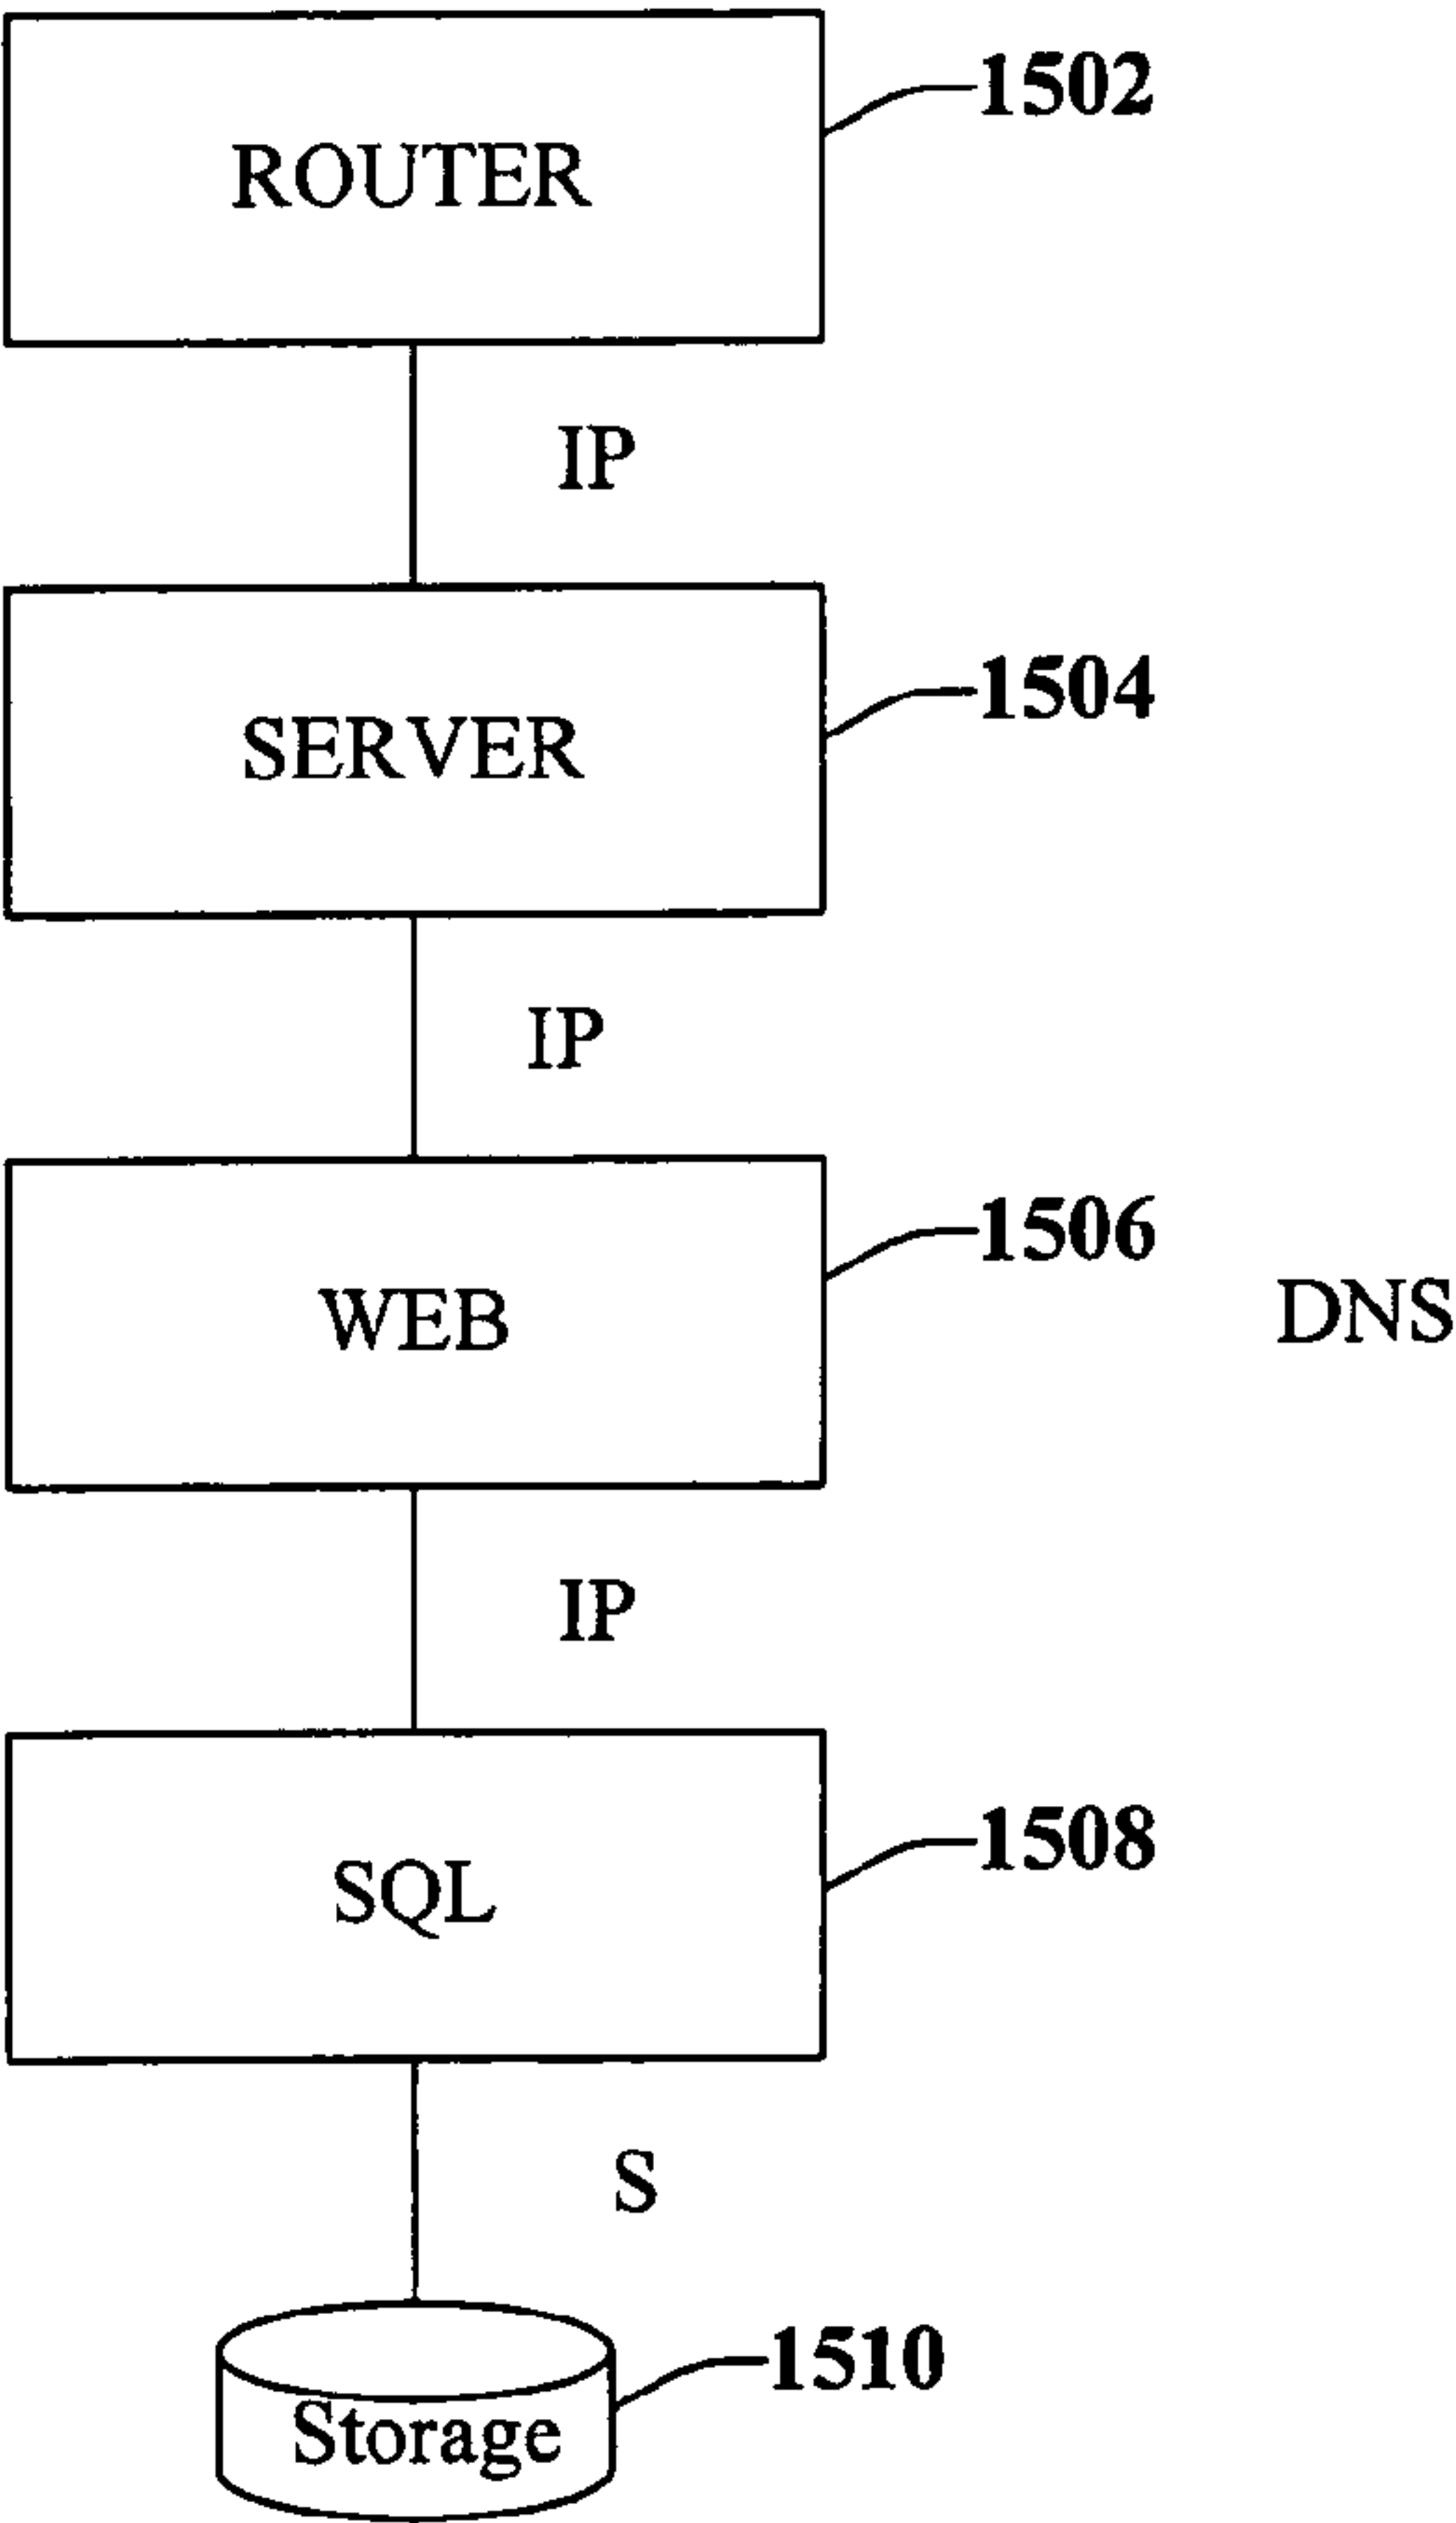 1502
ROUTER
IP
1504
SERVER
IP
1506
DNS
WEB
IP
1508
SQL
S
1510
Storage